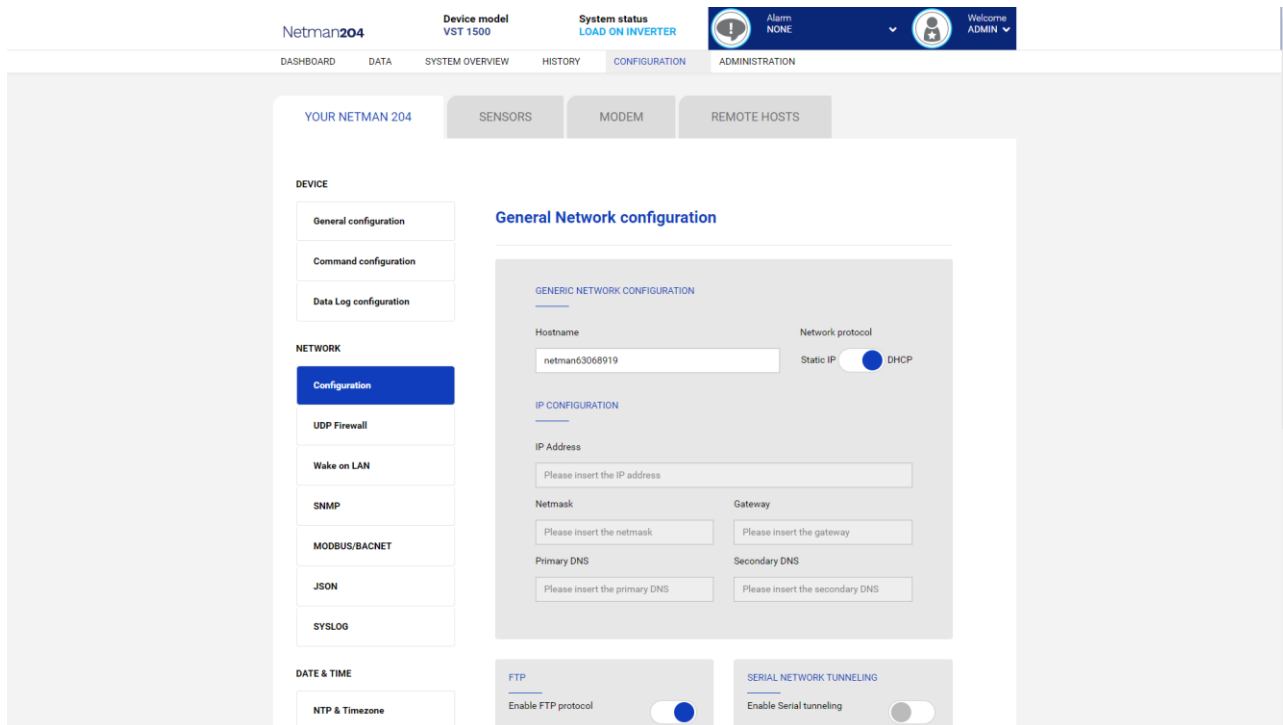 Netman204
Device model
VST 1500
System status
LOAD ON INVERTER
Alarm
NONE
Welcome
ADMIN
DASHBOARD DATA SYSTEM OVERVIEW HISTORY CONFIGURATION ADMINISTRATION
YOUR NETMAN 204 SENSORS MODEM REMOTE HOSTS
DEVICE
General configuration
Command configuration
Data Log configuration
NETWORK
Configuration
UDP Firewall
Wake on LAN
SNMP
MODBUS/BACNET
JSON
SYSLOG
DATE & TIME
NTP & Timezone
General Network configuration
GENERIC NETWORK CONFIGURATION
Hostname
netman63068919
Network protocol
Static IP DHCP
IP CONFIGURATION
IP Address
Please insert the IP address
Netmask
Please insert the netmask
Gateway
Please insert the gateway
Primary DNS
Please insert the primary DNS
Secondary DNS
Please insert the secondary DNS
FTP
Enable FTP protocol
SERIAL NETWORK TUNNELING
Enable Serial tunneling